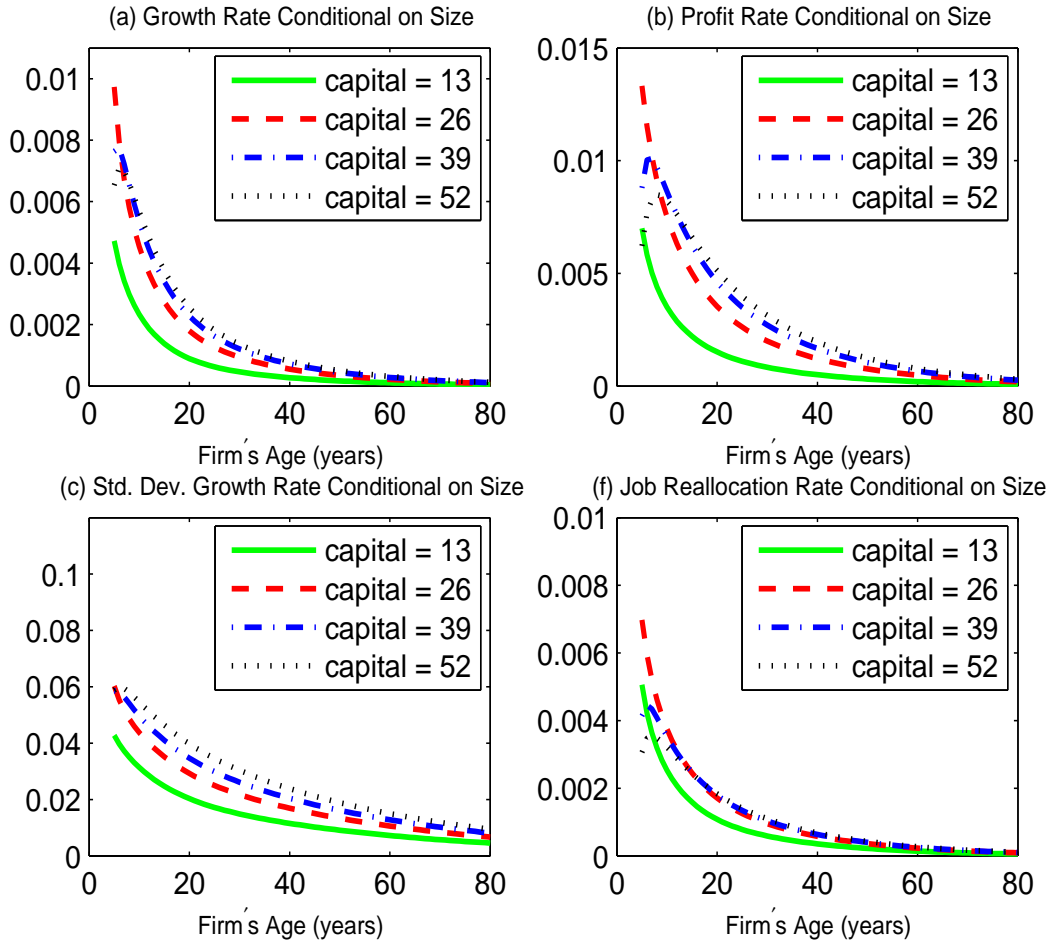 (a) Growth Rate Conditional on Size
0.01
0.008
0.006
0.004
0.002
0
0 20 40 60 80
capital = 13
capital = 26
capital = 39
capital = 52
Firm´s Age (years)
(b) Profit Rate Conditional on Size
0.015
0.01
0.005
0
0 20 40 60 80
capital = 13
capital = 26
capital = 39
capital = 52
Firm´s Age (years)
(c) Std. Dev. Growth Rate Conditional on Size
0.1
0.08
0.06
0.04
0.02
0
0 20 40 60 80
capital = 13
capital = 26
capital = 39
capital = 52
Firm´s Age (years)
(f) Job Reallocation Rate Conditional on Size
0.01
0.008
0.006
0.004
0.002
0
0 20 40 60 80
capital = 13
capital = 26
capital = 39
capital = 52
Firm´s Age (years)